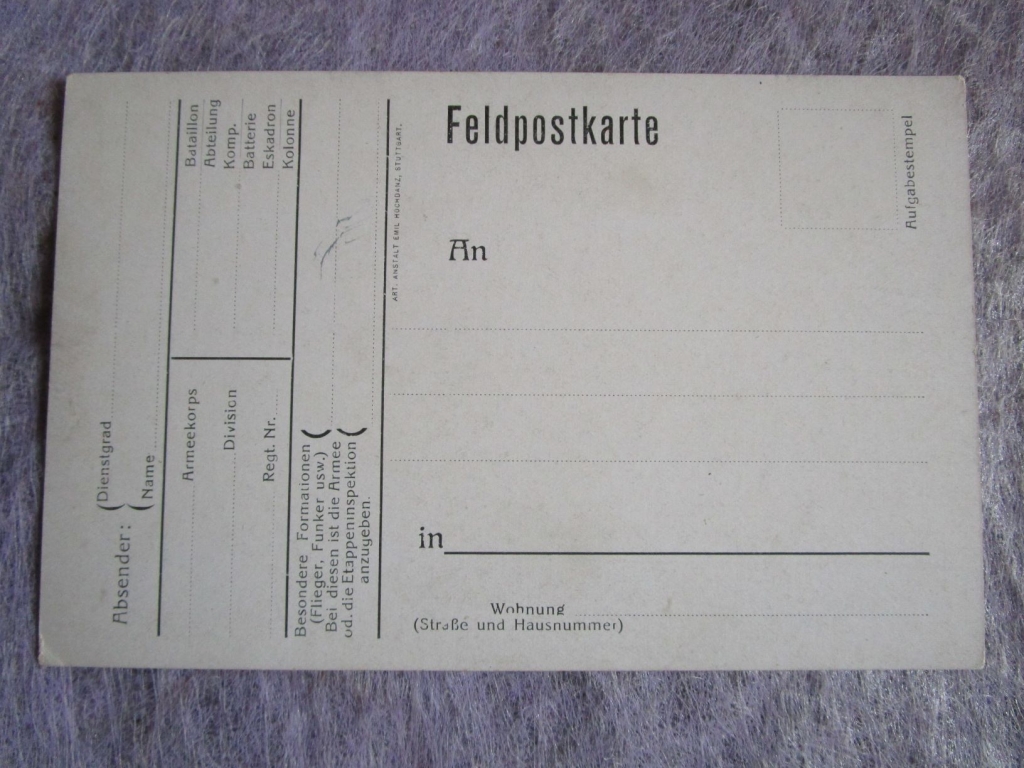 Feldpostkarte
Aufgabestempel
An
in
Wohnung
(Straße und Hausnummer)
ART. ANSTALT EMIL HOCHDANZ, STUTTGART.
Absender: (Dienstgrad
(Name
Armeekorps
Division
Regt. Nr.
Bataillon
Abteilung
Komp.
Batterie
Eskadron
Kolonne
Besondere Formationen
(Flieger, Funker usw.)
Bei diesen ist die Armee
od. die Etappeninspektion
anzugeben.